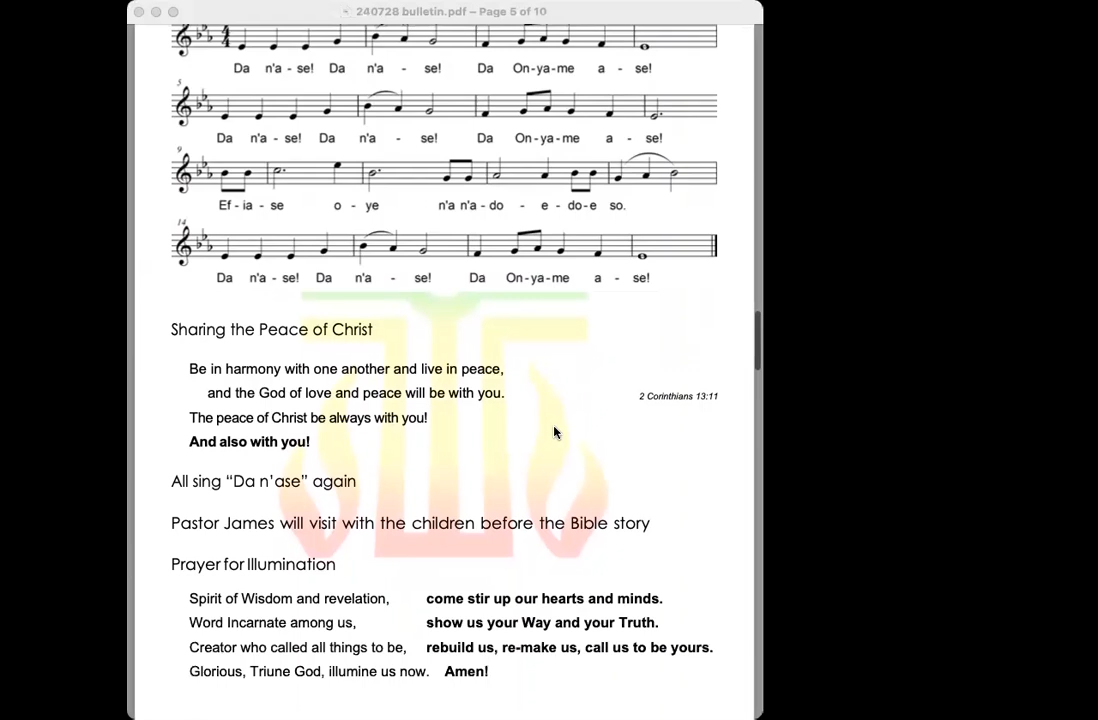 240728 bulletin.pdf – Page 5 of 10
Da n'a - se! Da n'a - se! Da On-ya-me a - se!
5
Da n'a - se! Da n'a - se! Da On-ya-me a - se!
9
Ef - ia - se o - ye n'a n'a - do - e - do-e so.
14
Da n'a - se! Da n'a - se! Da On-ya-me a - se!
Sharing the Peace of Christ
Be in harmony with one another and live in peace,
and the God of love and peace will be with you.
2 Corinthians 13:11
The peace of Christ be always with you!
And also with you!
All sing “Da n’ase” again
Pastor James will visit with the children before the Bible story
Prayer for Illumination
Spirit of Wisdom and revelation, come stir up our hearts and minds.
Word Incarnate among us, show us your Way and your Truth.
Creator who called all things to be, rebuild us, re-make us, call us to be yours.
Glorious, Triune God, illumine us now. Amen!